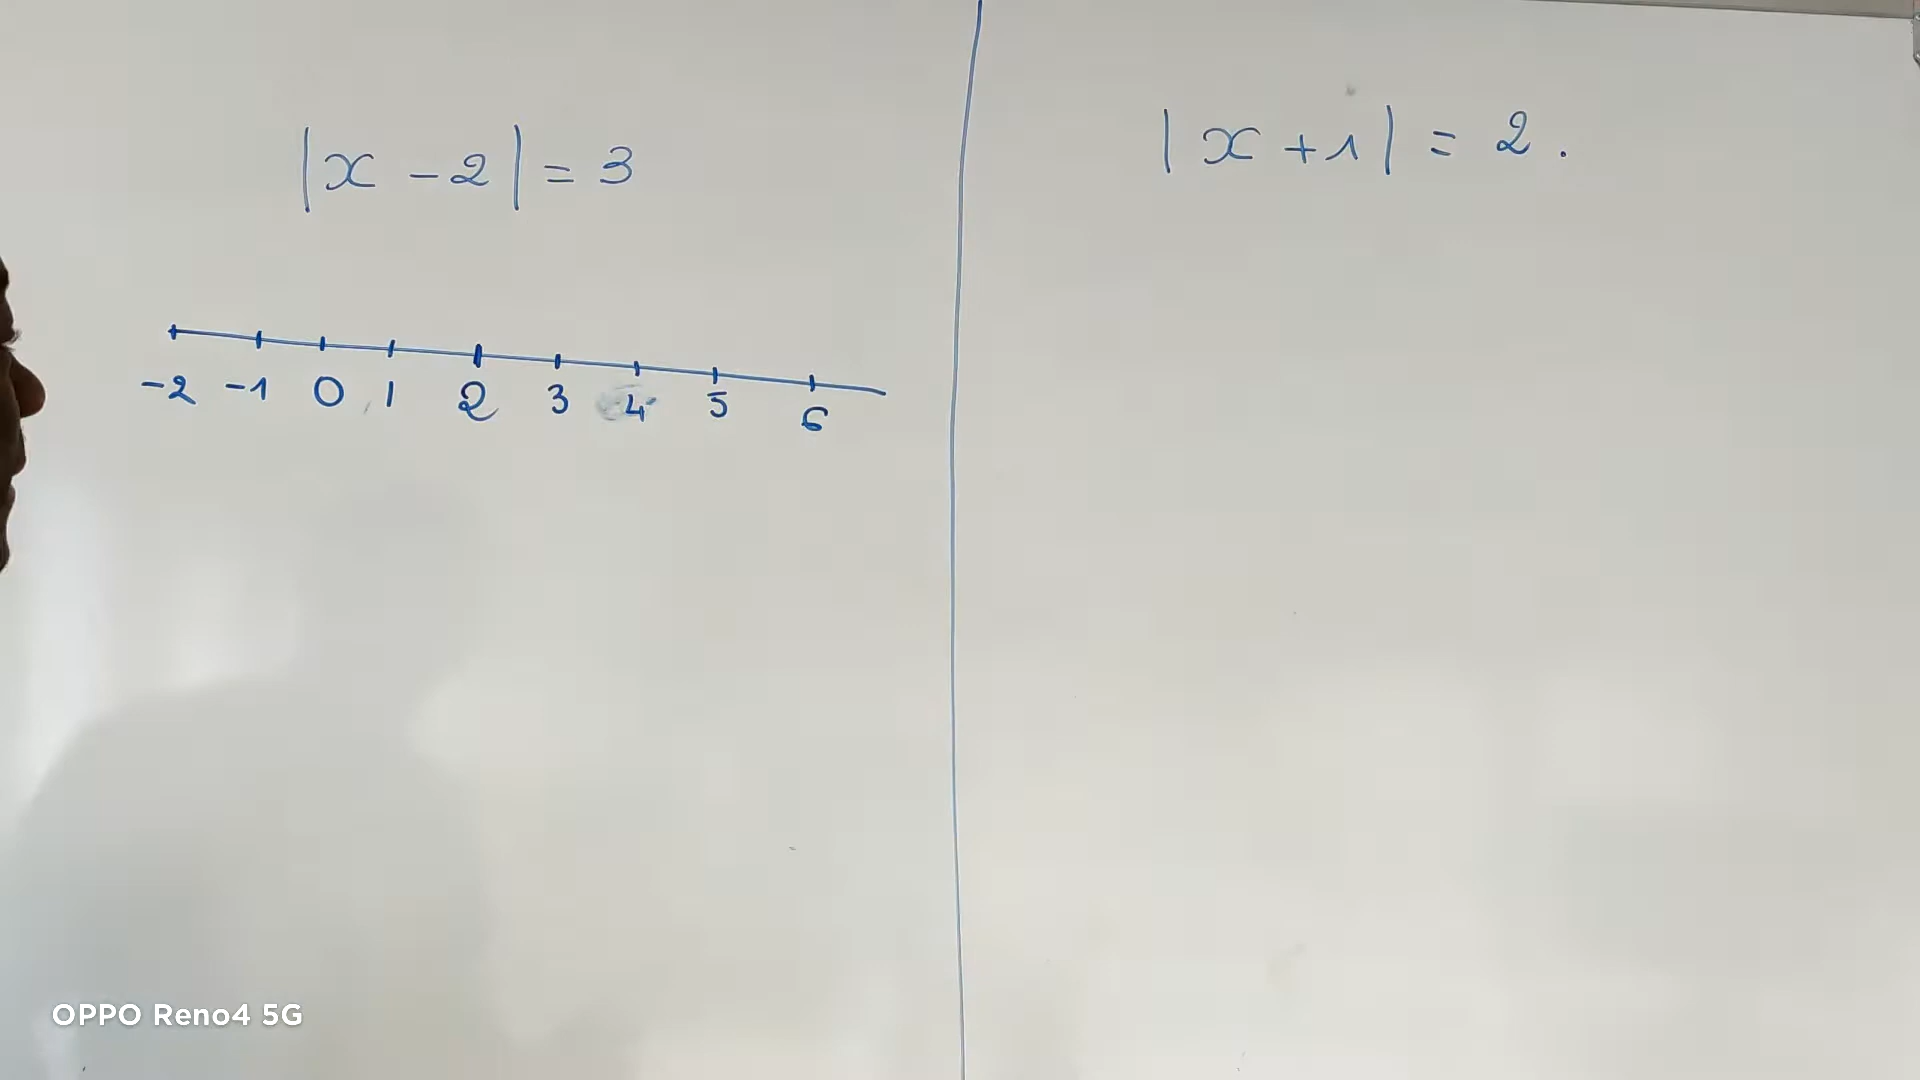 |x - 2| = 3
-2 -1 0 1 2 3 4 5 6
|x + 1| = 2.
OPPO Reno4 5G